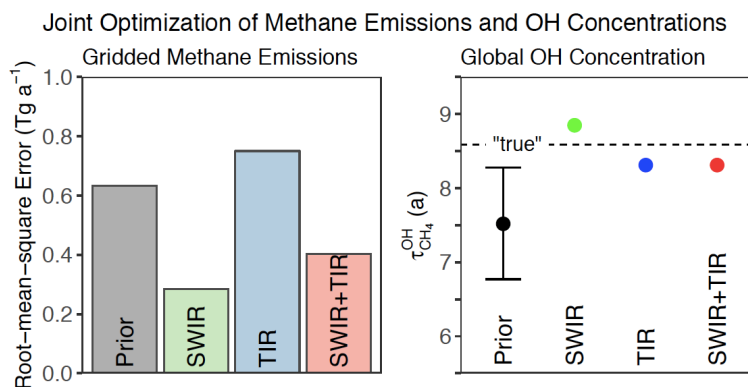 Joint Optimization of Methane Emissions and OH Concentrations
Gridded Methane Emissions
Root−mean−square Error (Tg a⁻¹)
1.0
0.8
0.6
0.4
0.2
0.0
Prior
SWIR
TIR
SWIR+TIR
Global OH Concentration
τ^OH_CH₄ (a)
9
8
7
6
"true"
Prior
SWIR
TIR
SWIR+TIR